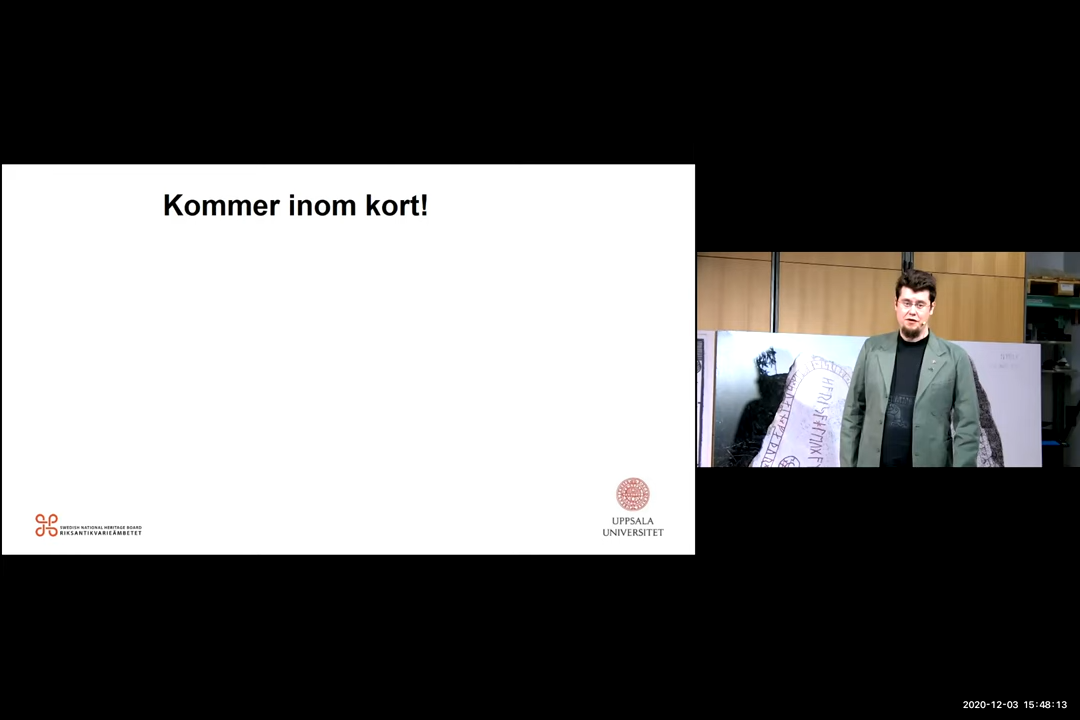 Kommer inom kort!
SWEDISH NATIONAL HERITAGE BOARD
RIKSANTIKVARIEÄMBETET
UPPSALA
UNIVERSITET
2020-12-03 15:48:13